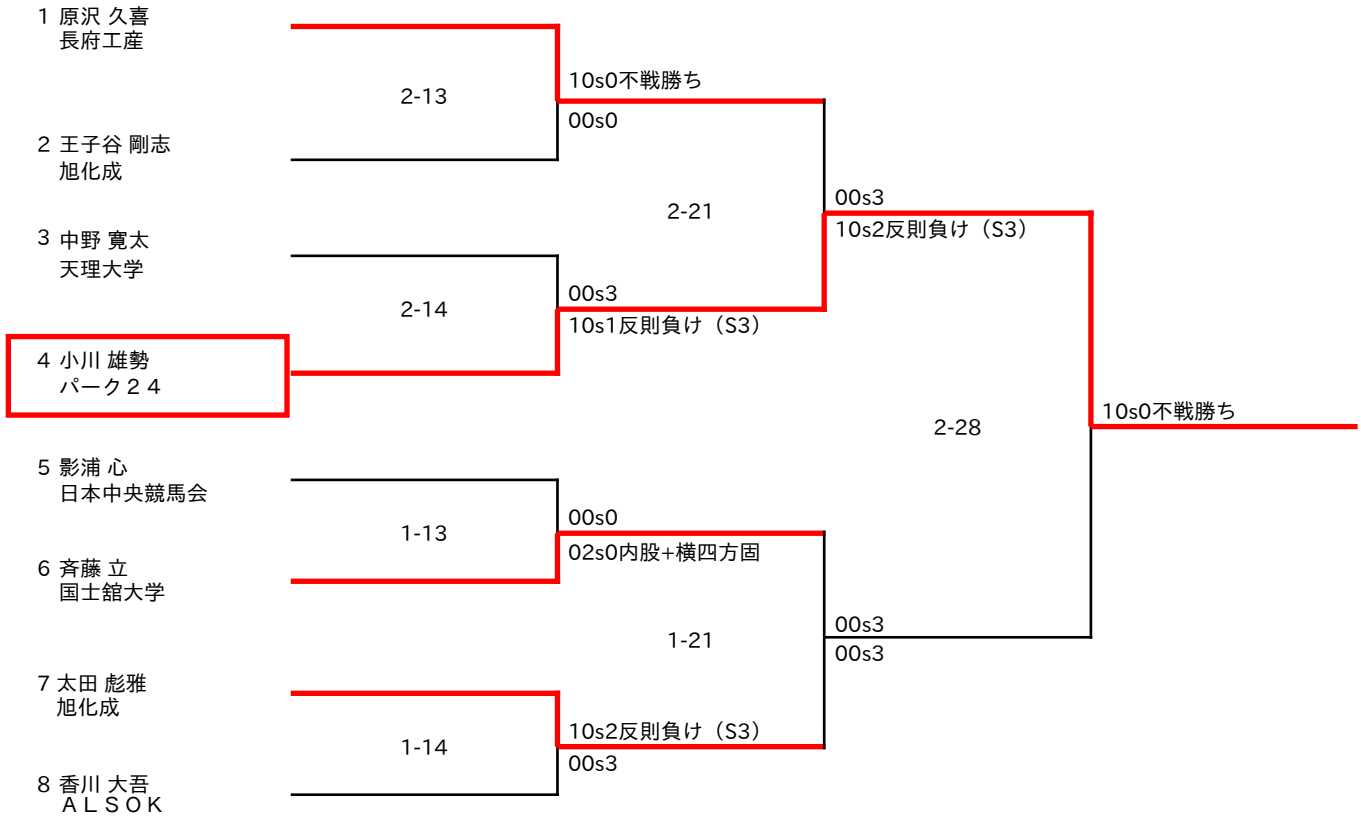 1 原沢 久喜
長府工産
2-13
10s0不戦勝ち
00s0
2 王子谷 剛志
旭化成
2-21
00s3
10s2反則負け（S3）
3 中野 寛太
天理大学
2-14
00s3
10s1反則負け（S3）
4 小川 雄勢
パーク２４
2-28
10s0不戦勝ち
5 影浦 心
日本中央競馬会
1-13
00s0
02s0内股+横四方固
6 斉藤 立
国士舘大学
1-21
00s3
00s3
7 太田 彪雅
旭化成
1-14
10s2反則負け（S3）
00s3
8 香川 大吾
ＡＬＳＯＫ